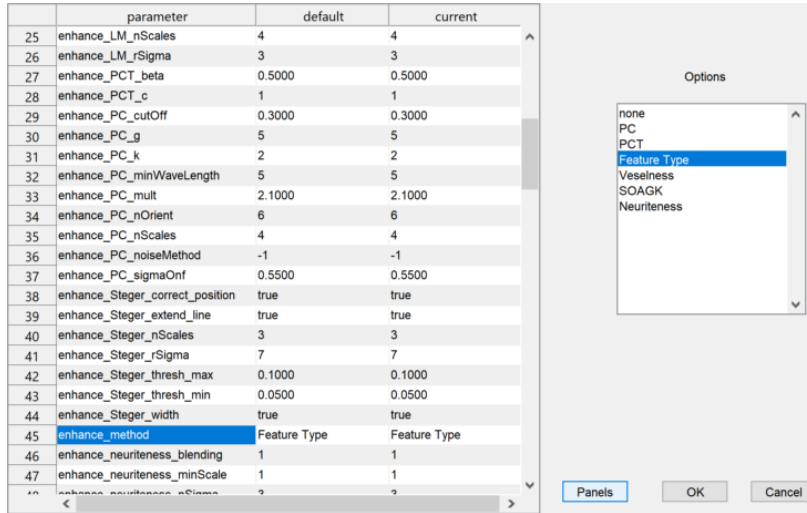 parameter default current
25 enhance_LM_nScales 4 4
26 enhance_LM_rSigma 3 3
27 enhance_PCT_beta 0.5000 0.5000
28 enhance_PCT_c 1 1
29 enhance_PC_cutOff 0.3000 0.3000
30 enhance_PC_g 5 5
31 enhance_PC_k 2 2
32 enhance_PC_minWaveLength 5 5
33 enhance_PC_mult 2.1000 2.1000
34 enhance_PC_nOrient 6 6
35 enhance_PC_nScales 4 4
36 enhance_PC_noiseMethod -1 -1
37 enhance_PC_sigmaOnf 0.5500 0.5500
38 enhance_Steger_correct_position true true
39 enhance_Steger_extend_line true true
40 enhance_Steger_nScales 3 3
41 enhance_Steger_rSigma 7 7
42 enhance_Steger_thresh_max 0.1000 0.1000
43 enhance_Steger_thresh_min 0.0500 0.0500
44 enhance_Steger_width true true
45 enhance_method Feature Type Feature Type
46 enhance_neuriteness_blending 1 1
47 enhance_neuriteness_minScale 1 1
Options
none
PC
PCT
Feature Type
Veselness
SOAGK
Neuriteness
Panels OK Cancel